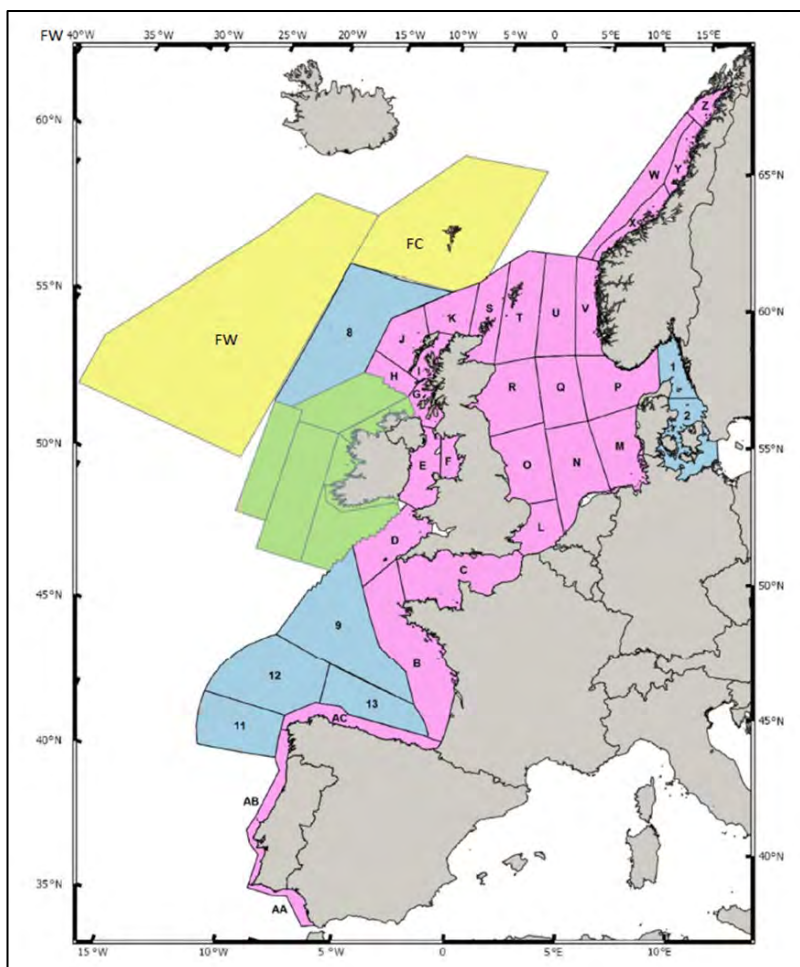 FW 40°W 35°W 30°W 25°W 20°W 15°W 10°W 5°W 0 5°E 10°E 15°E
Z
60°N
W Y 65°N
X
FC
55°N
FW 8 J K S T U V 60°N
H I
G R Q P 1
2
50°N
E F O N M 55°N
L
D
C
50°N
45°N
9
B
12
13
11 AC 45°N
40°N
AB
40°N
35°N
AA
15°W 10°W 5°W 0 5°E 10°E